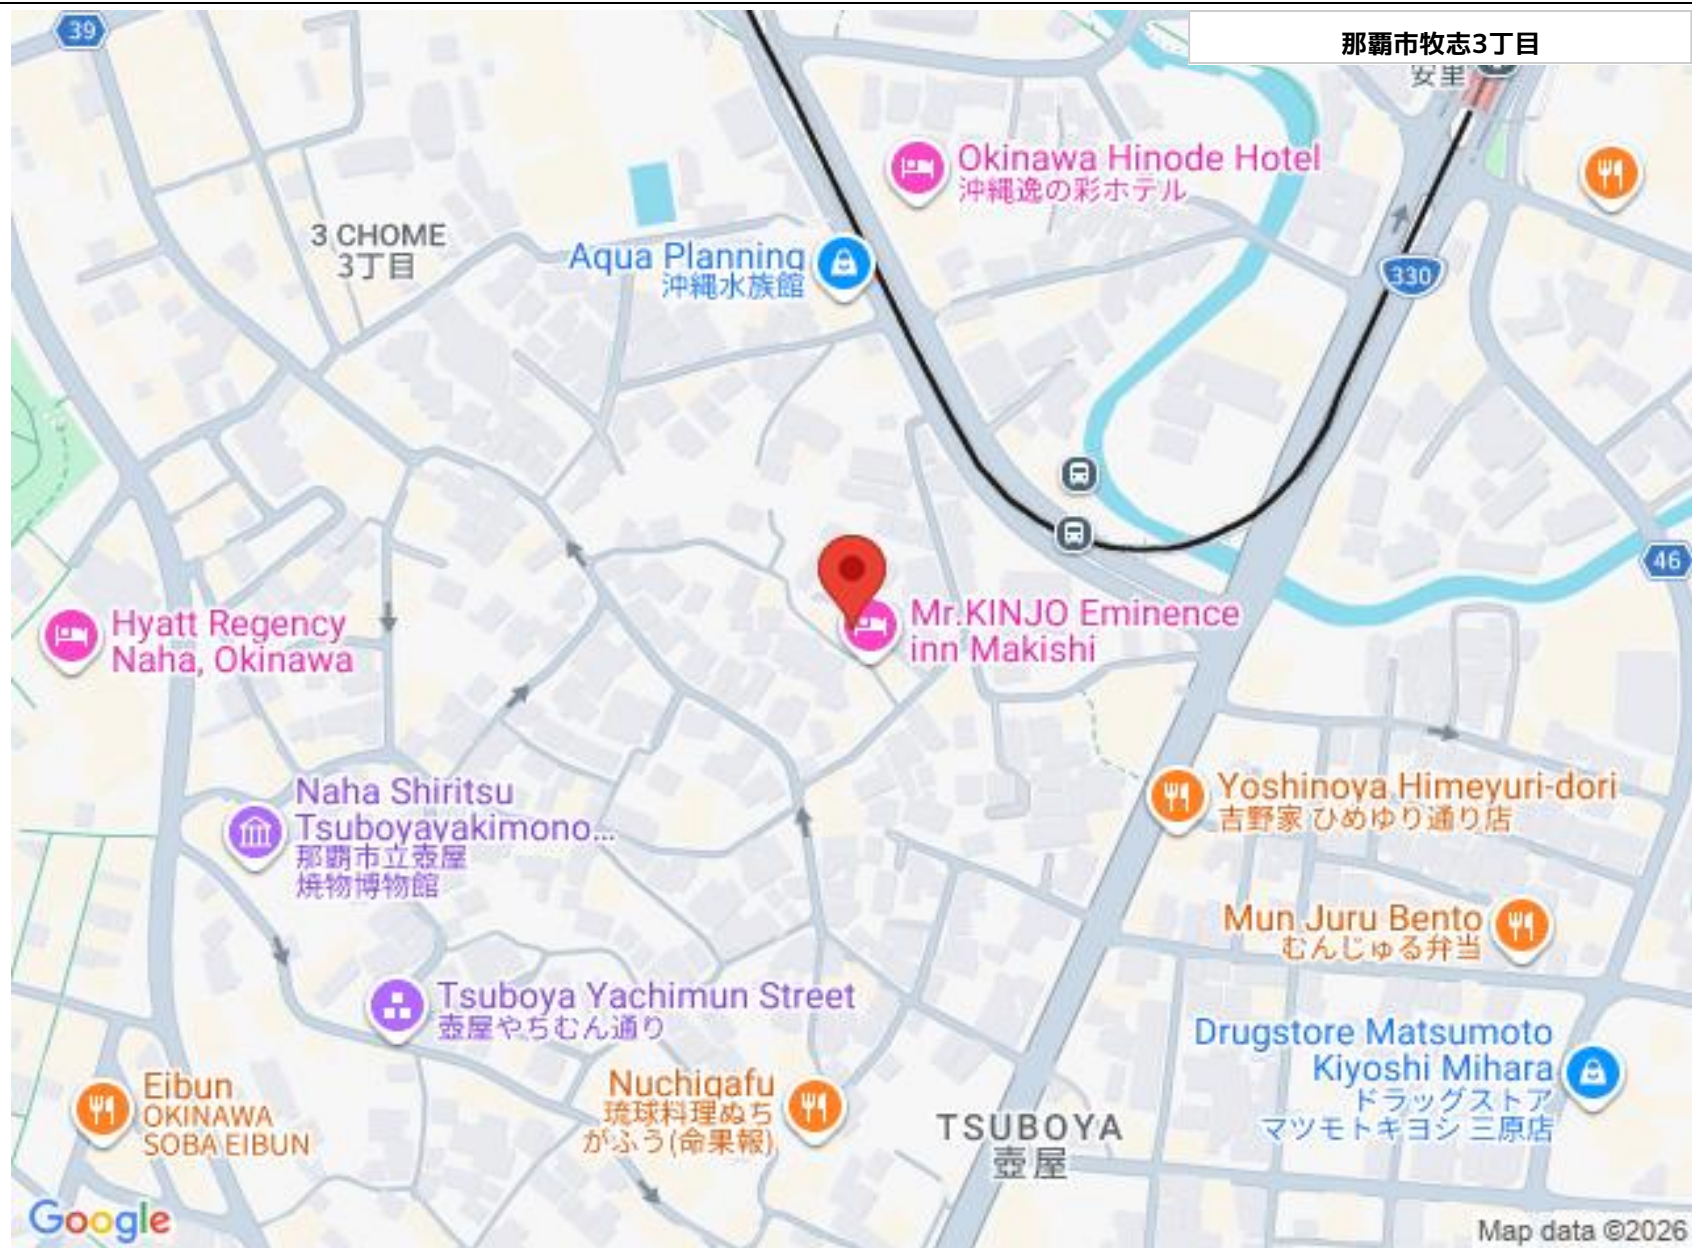 39
那覇市牧志3丁目
安里
Okinawa Hinode Hotel
沖縄逸の彩ホテル
3 CHOME
3丁目
Aqua Planning
沖縄水族館
330
46
Mr.KINJO Eminence
inn Makishi
Hyatt Regency
Naha, Okinawa
Naha Shiritsu
Tsuboyayakimono...
那覇市立壺屋
焼物博物館
Yoshinoya Himeyuri-dori
吉野家 ひめゆり通り店
Mun Juru Bento
むんじゅる弁当
Tsuboya Yachimun Street
壺屋やちむん通り
Drugstore Matsumoto
Kiyoshi Mihara
ドラッグストア
マツモトキヨシ 三原店
Eibun
OKINAWA
SOBA EIBUN
Nuchigafu
琉球料理ぬち
がふう(命果報)
TSUBOYA
壺屋
Google
Map data ©2026